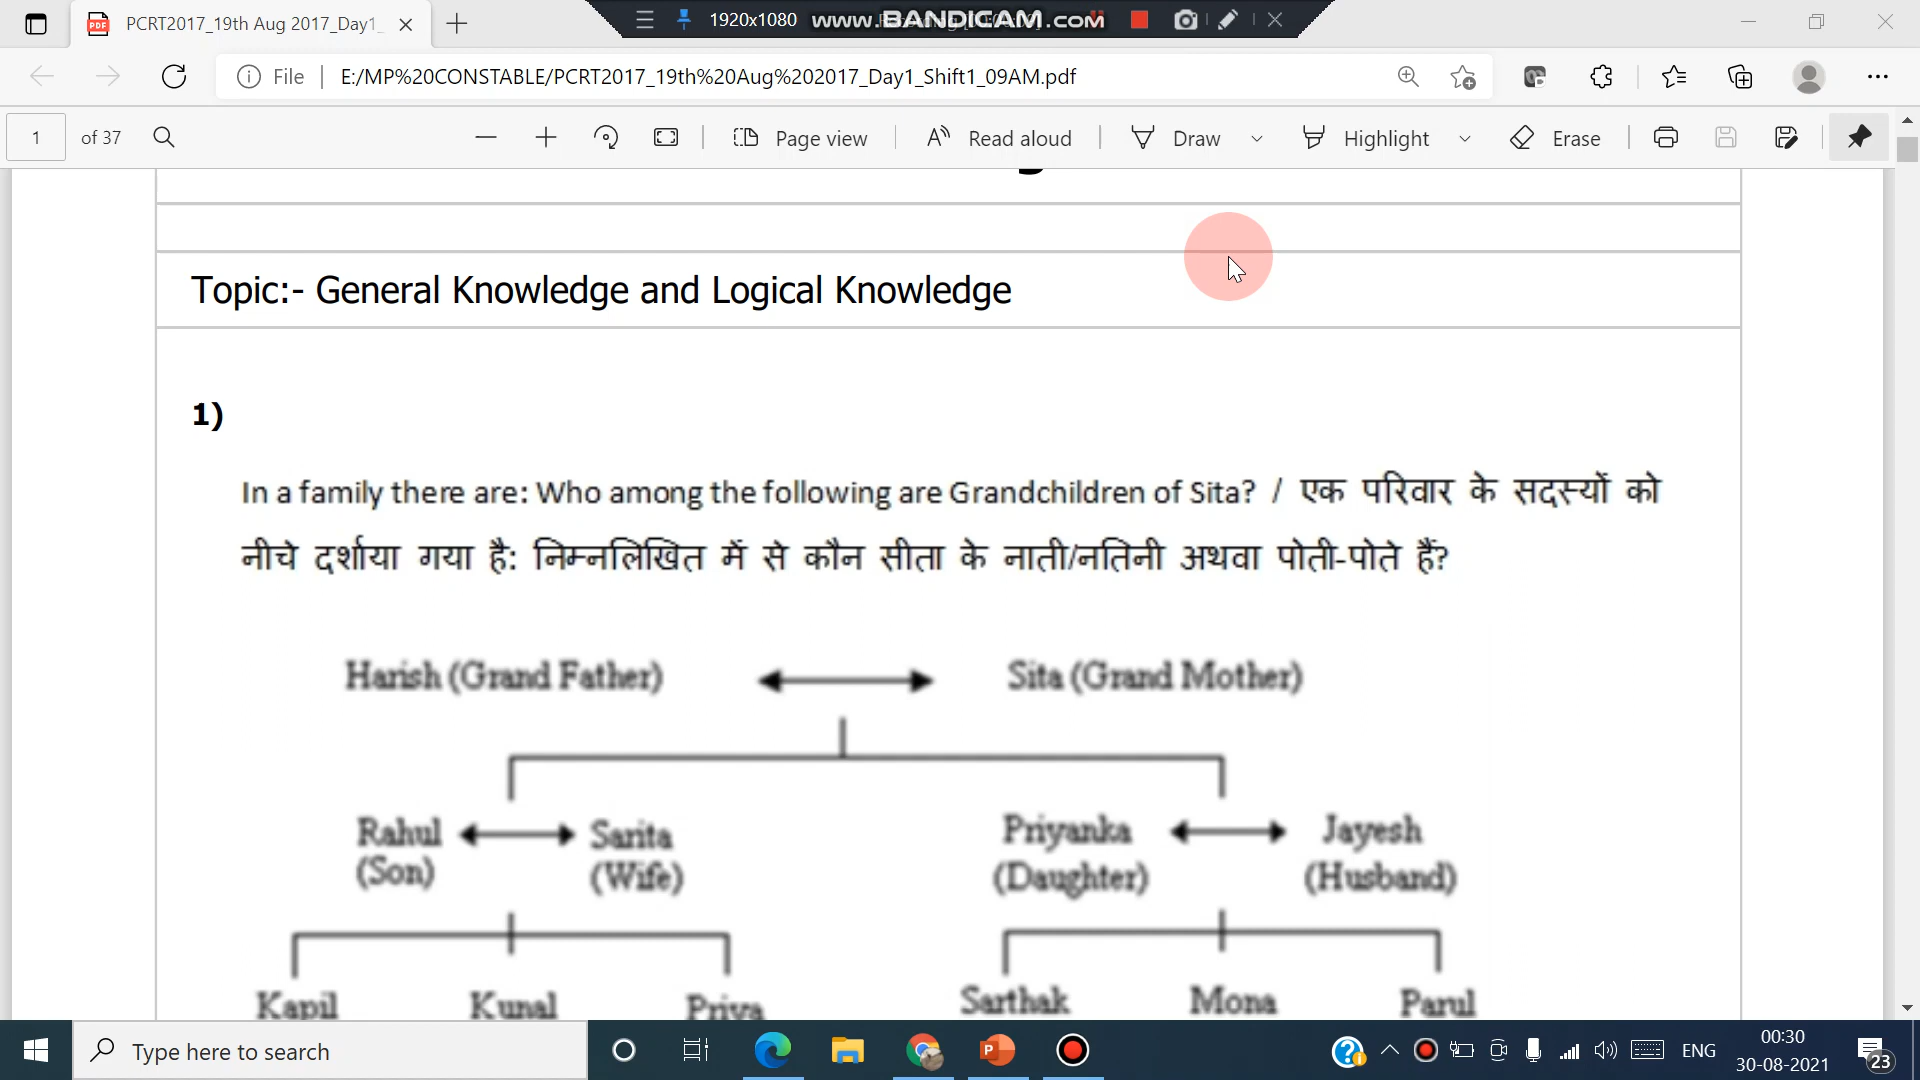 PCRT2017_19th Aug 2017_Day1_
1920x1080
www.BANDICAM.com
File
E:/MP%20CONSTABLE/PCRT2017_19th%20Aug%202017_Day1_Shift1_09AM.pdf
1 of 37
Page view
Read aloud
Draw
Highlight
Erase
Topic:- General Knowledge and Logical Knowledge
1)
In a family there are: Who among the following are Grandchildren of Sita? / एक परिवार के सदस्यों को
नीचे दर्शाया गया है: निम्नलिखित में से कौन सीता के नाती/नतिनी अथवा पोती-पोते हैं?
Harish (Grand Father) Sita (Grand Mother)
Rahul Sarita Priyanka Jayesh
(Son) (Wife) (Daughter) (Husband)
Kapil Kunal Priya Sarthak Mona Parul
Type here to search
ENG
00:30
30-08-2021
23